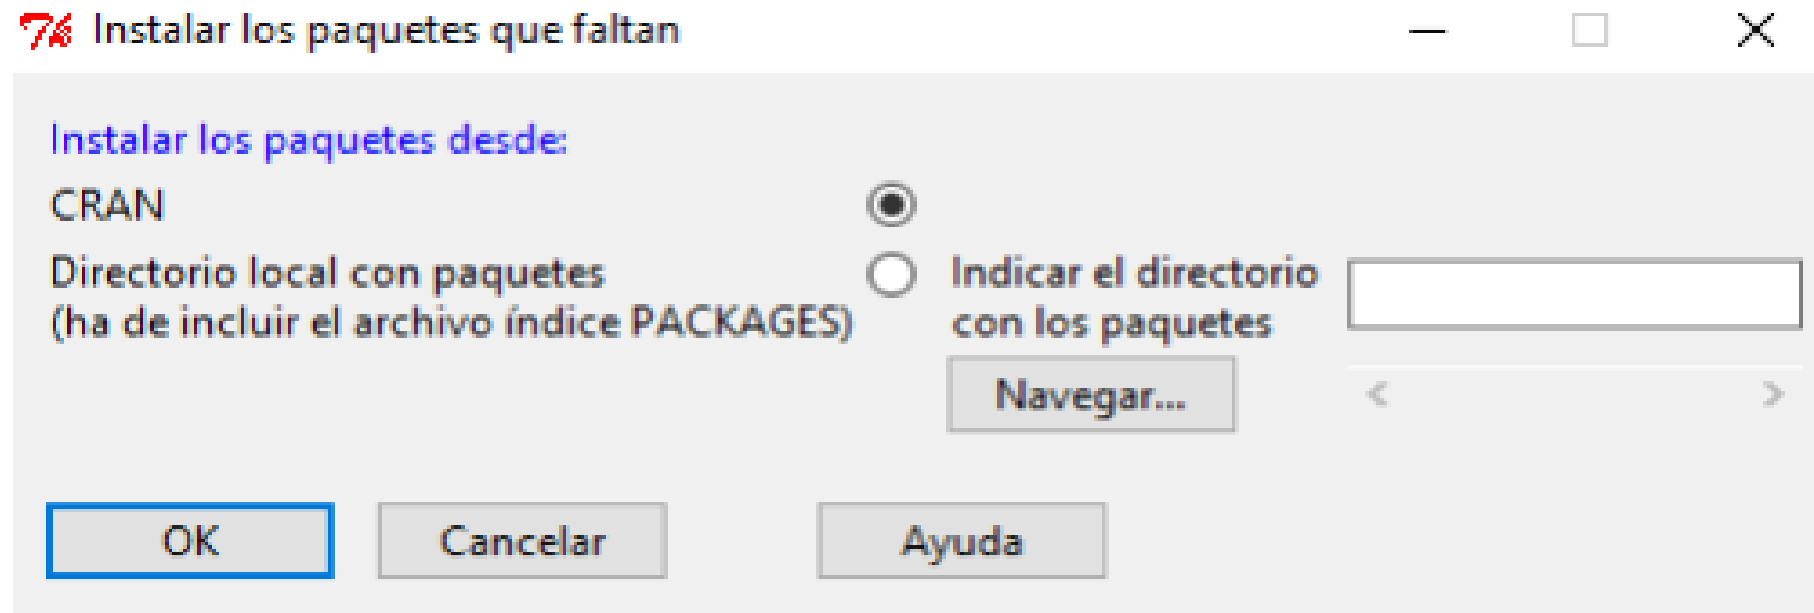 Instalar los paquetes que faltan
Instalar los paquetes desde:
CRAN
Directorio local con paquetes
(ha de incluir el archivo índice PACKAGES)
Indicar el directorio
con los paquetes
Navegar...
OK
Cancelar
Ayuda